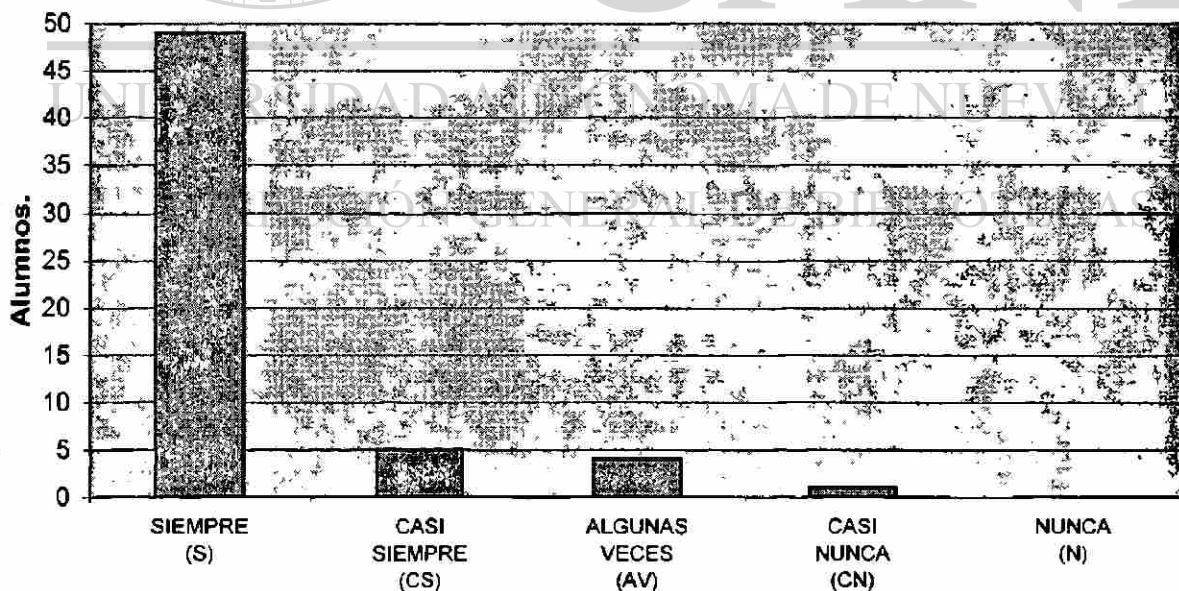 50
45
UNIVERSIDAD AUTÓNOMA DE NUEVO L
40
35
DIRECCIÓN GENERAL DE BIBLIOTECAS
30
25
20
15
10
5
0
Alumnos.
SIEMPRE
(S)
CASI
SIEMPRE
(CS)
ALGUNAS
VECES
(AV)
CASI
NUNCA
(CN)
NUNCA
(N)